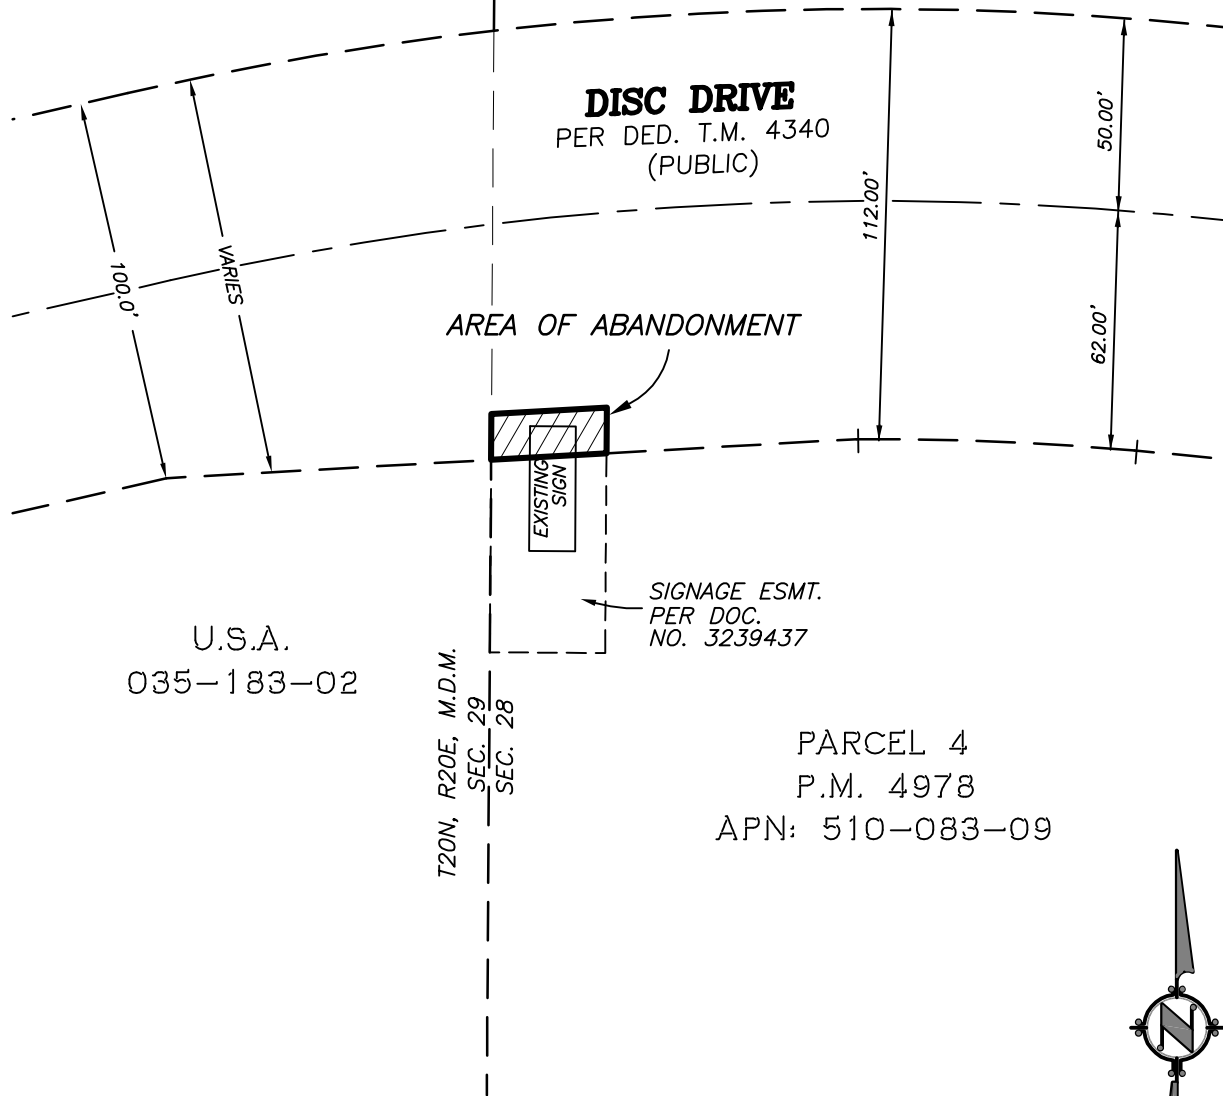 DISC DRIVE
PER DED. T.M. 4340
(PUBLIC)
50.00'
112.00'
VARIES
100.0'
AREA OF ABANDONMENT
62.00'
EXISTING
SIGN
SIGNAGE ESMT.
PER DOC.
NO. 3239437
U.S.A.
035-183-02
T20N, R20E, M.D.M.
SEC. 29
SEC. 28
PARCEL 4
P.M. 4978
APN: 510-083-09
N